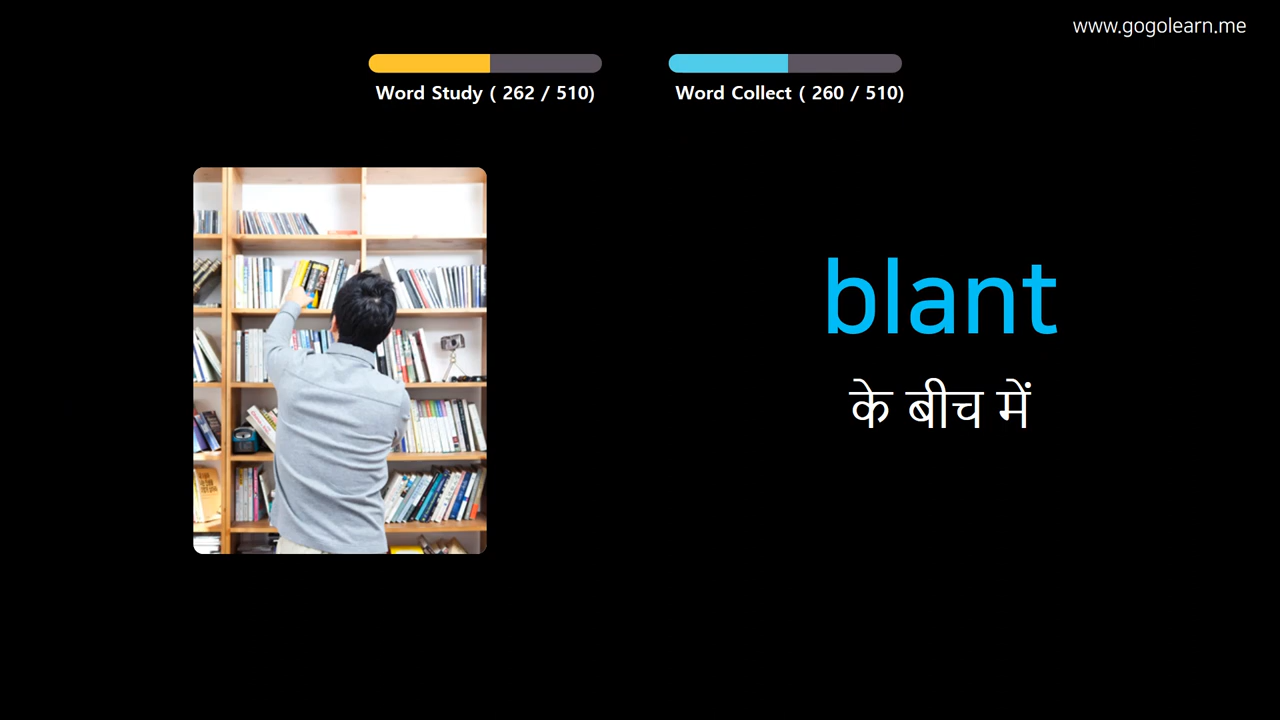 www.gogolearn.me
Word Study ( 262 / 510)
Word Collect ( 260 / 510)
blant
के बीच में